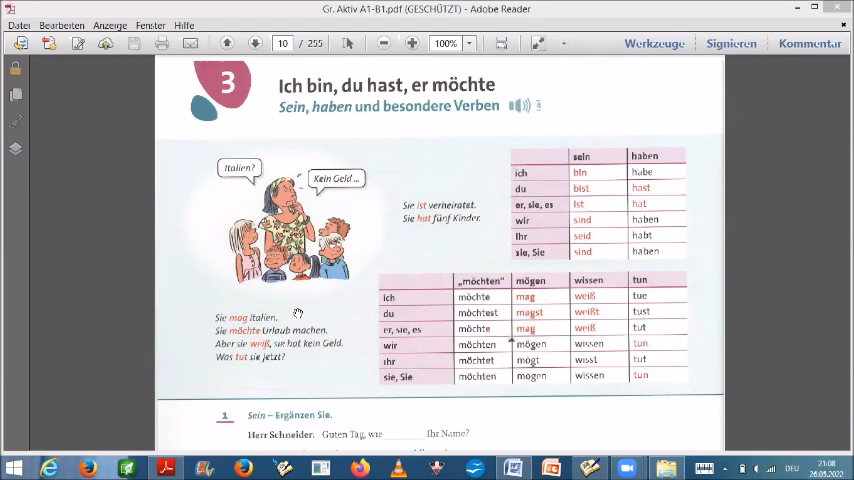 Gr. Aktiv A1-B1.pdf (GESCHÜTZT) - Adobe Reader
Datei Bearbeiten Anzeige Fenster Hilfe
10 / 255 100% Werkzeuge Signieren Kommentar
3
Ich bin, du hast, er möchte
Sein, haben und besondere Verben
Italien?
Kein Geld ...
Sie ist verheiratet.
Sie hat fünf Kinder.
sein haben
ich bin habe
du bist hast
er, sie, es ist hat
wir sind haben
ihr seid habt
sie, Sie sind haben
„möchten“ mögen wissen tun
ich möchte mag weiß tue
du möchtest magst weißt tust
er, sie, es möchte mag weiß tut
wir möchten mögen wissen tun
ihr möchtet mögt wisst tut
sie, Sie möchten mögen wissen tun
Sie mag Italien.
Sie möchte Urlaub machen.
Aber sie weiß, sie hat kein Geld.
Was tut sie jetzt?
1 Sein – Ergänzen Sie.
Herr Schneider: Guten Tag, wie ______ Ihr Name?
DEU
21:08
26.03.2022